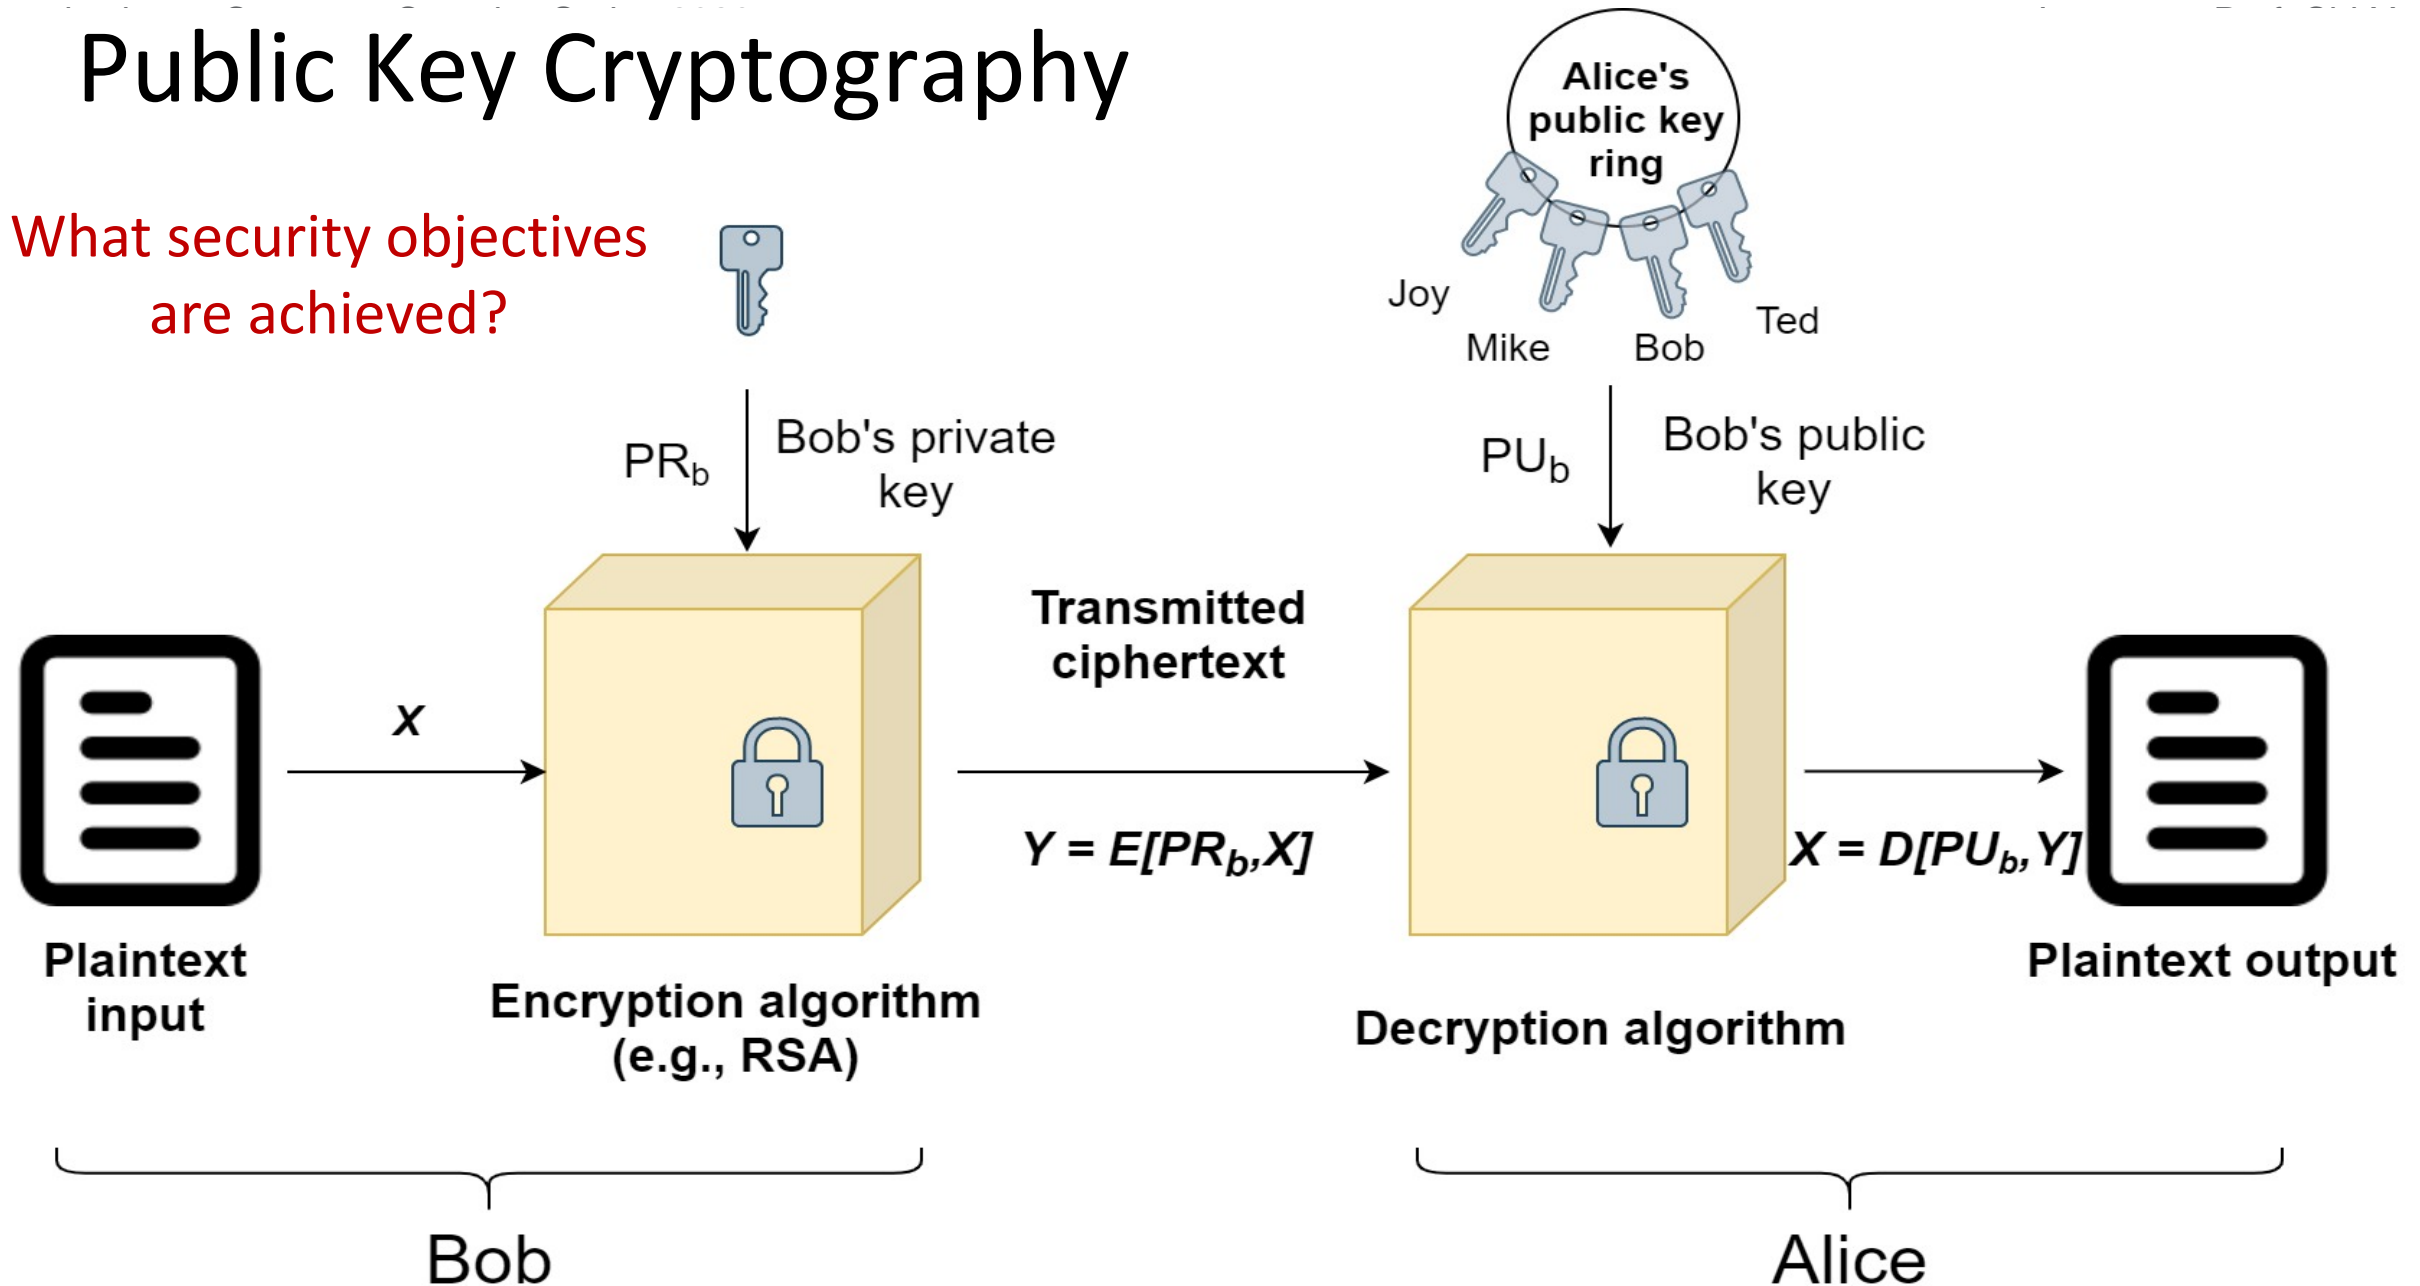 Public Key Cryptography
What security objectives
are achieved?
Alice's
public key
ring
Joy
Mike
Bob
Ted
PRb
Bob's private
key
PUb
Bob's public
key
X
Transmitted
ciphertext
Y = E[PRb,X]
X = D[PUb,Y]
Plaintext
input
Encryption algorithm
(e.g., RSA)
Decryption algorithm
Plaintext output
Bob
Alice